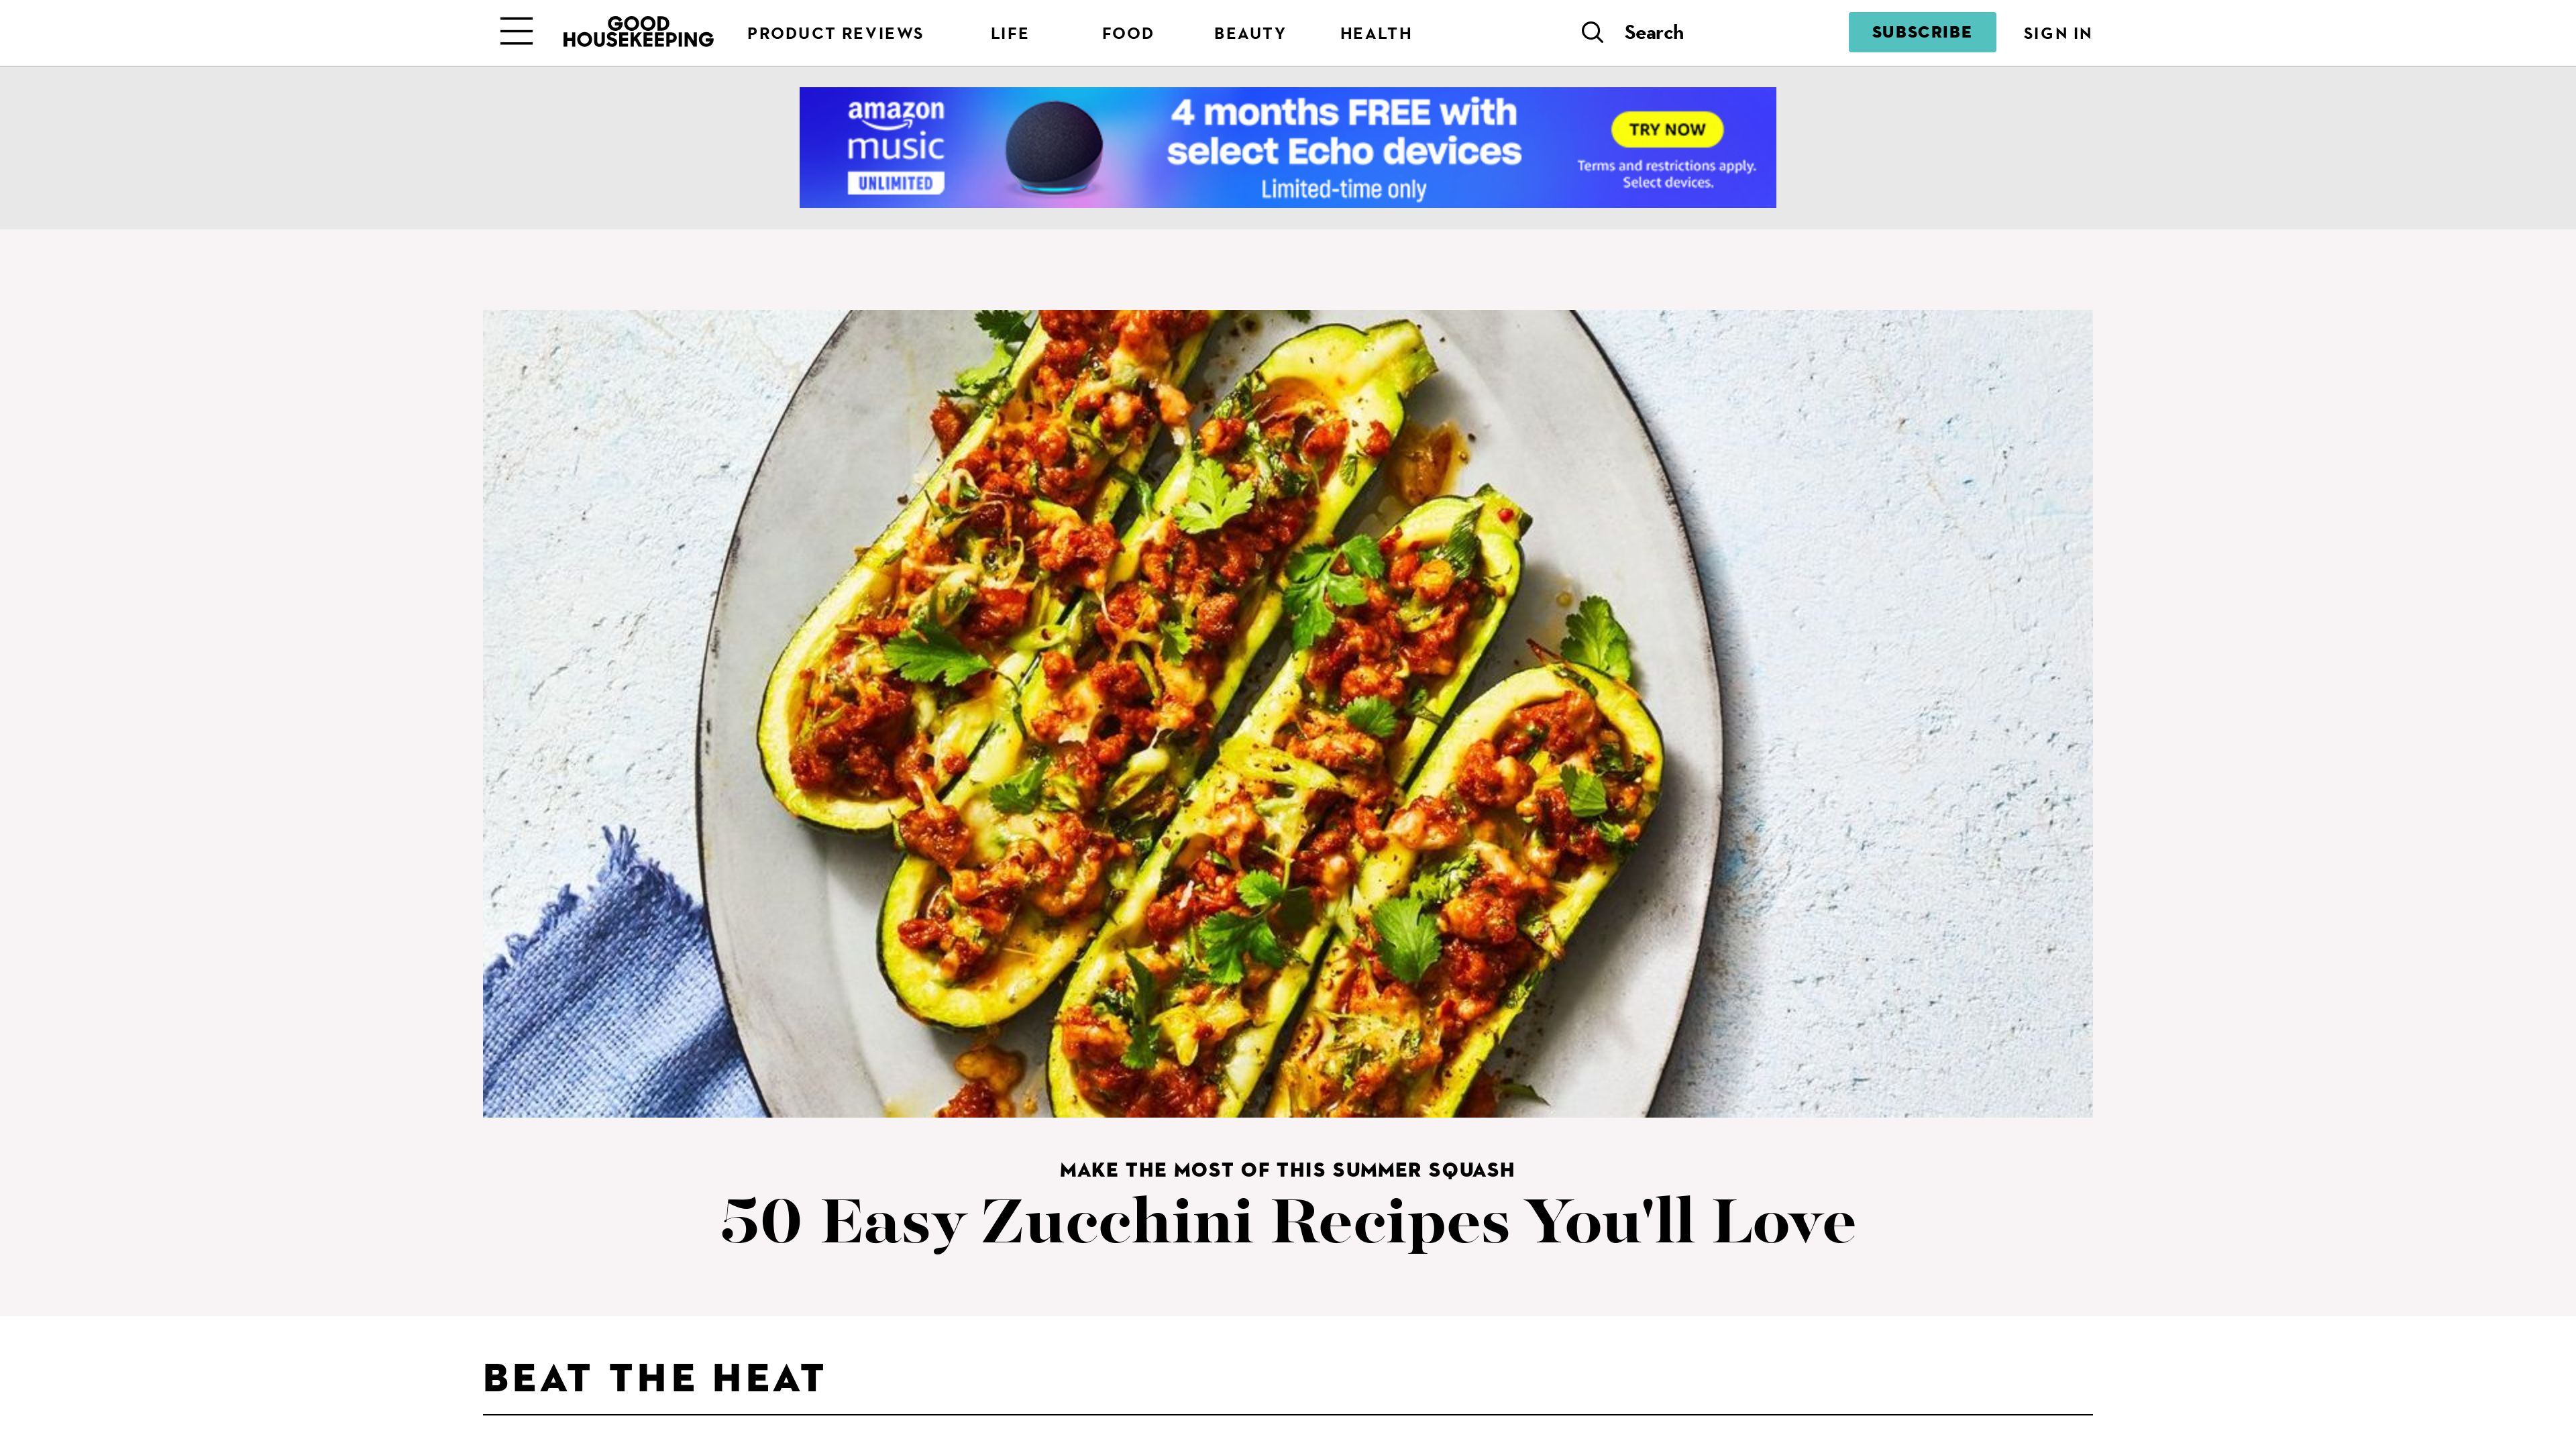 GOOD
HOUSEKEEPING
PRODUCT REVIEWS
LIFE
FOOD
BEAUTY
HEALTH
Search
SUBSCRIBE
SIGN IN
amazon
music
UNLIMITED
4 months FREE with
select Echo devices
Limited-time only
TRY NOW
Terms and restrictions apply.
Select devices.
MAKE THE MOST OF THIS SUMMER SQUASH
50 Easy Zucchini Recipes You'll Love
BEAT THE HEAT